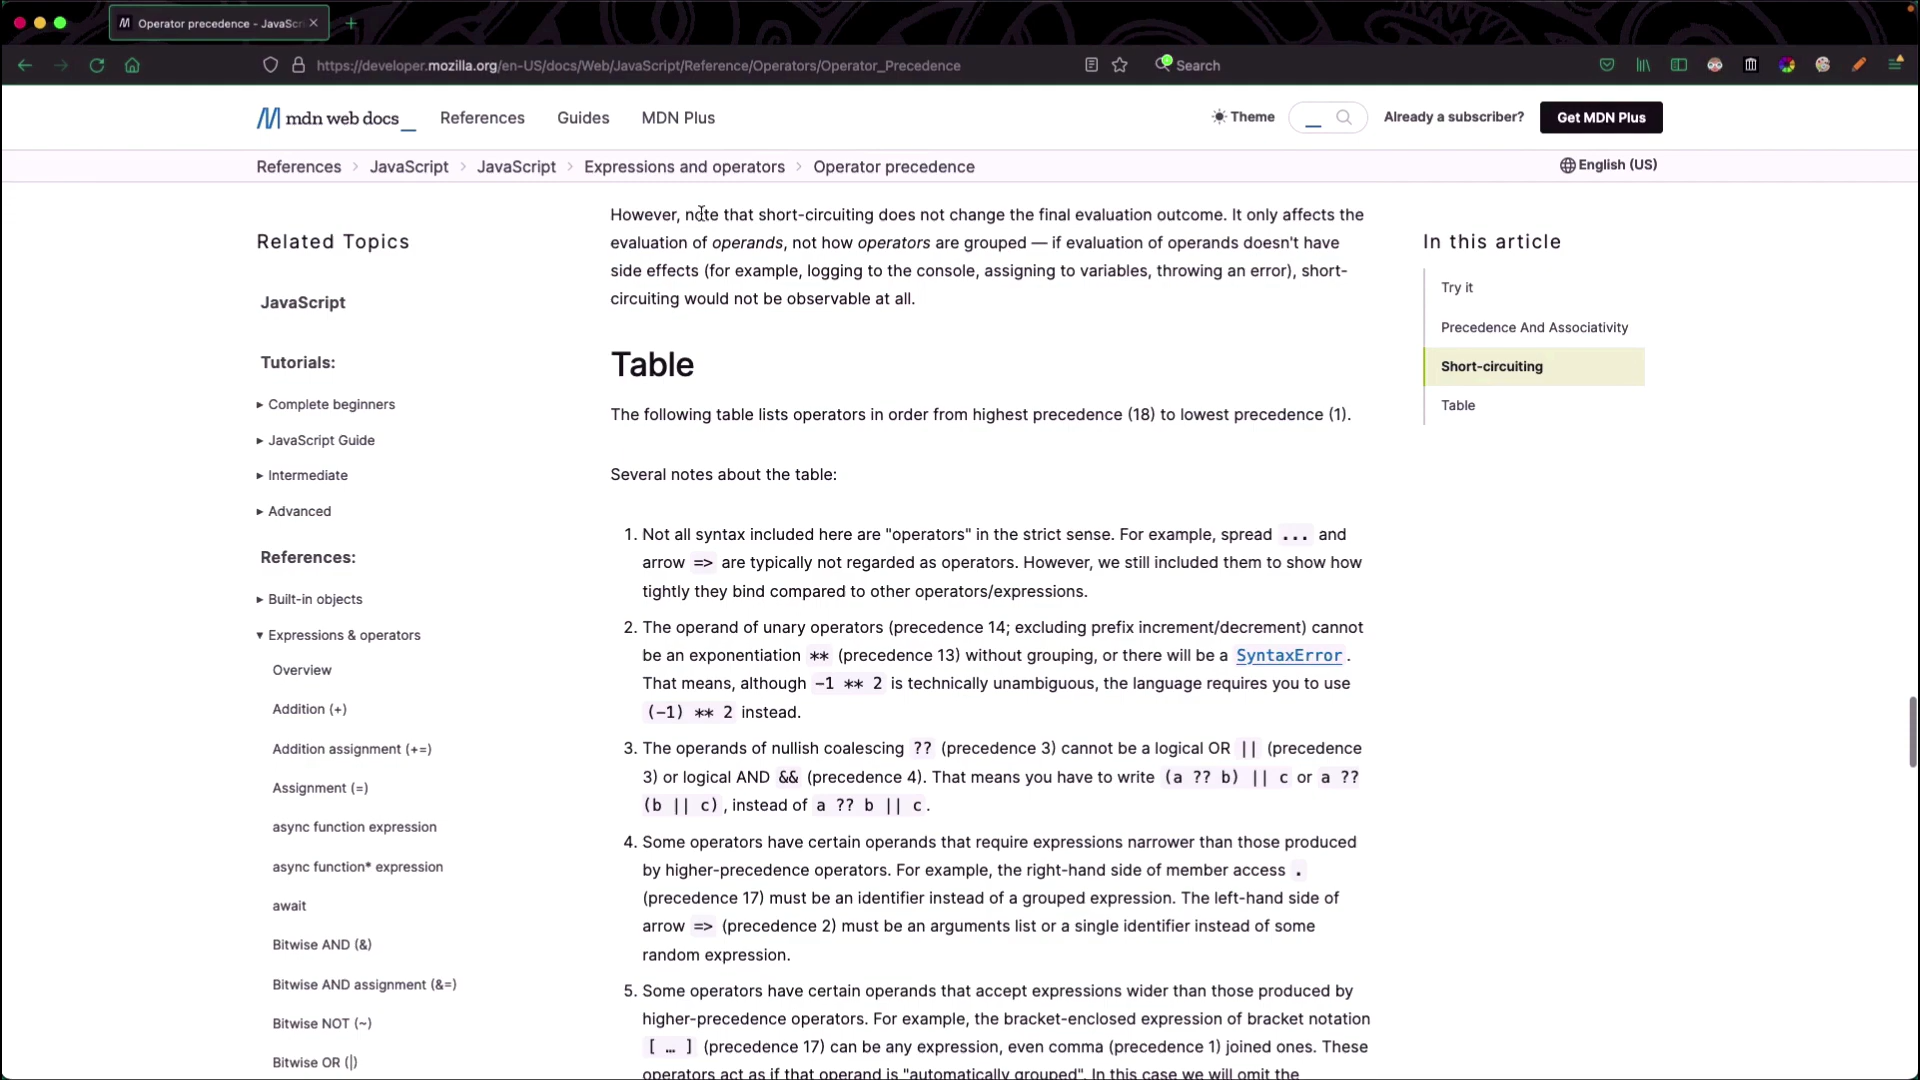 Operator precedence - JavaScr
https://developer.mozilla.org/en-US/docs/Web/JavaScript/Reference/Operators/Operator_Precedence
Search
mdn web docs_
References
Guides
MDN Plus
Theme
Already a subscriber?
Get MDN Plus
References
JavaScript
JavaScript
Expressions and operators
Operator precedence
English (US)
Related Topics
JavaScript
Tutorials:
Complete beginners
JavaScript Guide
Intermediate
Advanced
References:
Built-in objects
Expressions & operators
Overview
Addition (+)
Addition assignment (+=)
Assignment (=)
async function expression
async function* expression
await
Bitwise AND (&)
Bitwise AND assignment (&=)
Bitwise NOT (~)
Bitwise OR (|)
However, note that short-circuiting does not change the final evaluation outcome. It only affects the
evaluation of operands, not how operators are grouped — if evaluation of operands doesn't have
side effects (for example, logging to the console, assigning to variables, throwing an error), short-
circuiting would not be observable at all.
Table
The following table lists operators in order from highest precedence (18) to lowest precedence (1).
Several notes about the table:
1. Not all syntax included here are "operators" in the strict sense. For example, spread ... and
arrow => are typically not regarded as operators. However, we still included them to show how
tightly they bind compared to other operators/expressions.
2. The operand of unary operators (precedence 14; excluding prefix increment/decrement) cannot
be an exponentiation ** (precedence 13) without grouping, or there will be a SyntaxError.
That means, although -1 ** 2 is technically unambiguous, the language requires you to use
(-1) ** 2 instead.
3. The operands of nullish coalescing ?? (precedence 3) cannot be a logical OR || (precedence
3) or logical AND && (precedence 4). That means you have to write (a ?? b) || c or a ??
(b || c), instead of a ?? b || c.
4. Some operators have certain operands that require expressions narrower than those produced
by higher-precedence operators. For example, the right-hand side of member access .
(precedence 17) must be an identifier instead of a grouped expression. The left-hand side of
arrow => (precedence 2) must be an arguments list or a single identifier instead of some
random expression.
5. Some operators have certain operands that accept expressions wider than those produced by
higher-precedence operators. For example, the bracket-enclosed expression of bracket notation
[ … ] (precedence 17) can be any expression, even comma (precedence 1) joined ones. These
operators act as if that operand is "automatically grouped". In this case we will omit the
In this article
Try it
Precedence And Associativity
Short-circuiting
Table